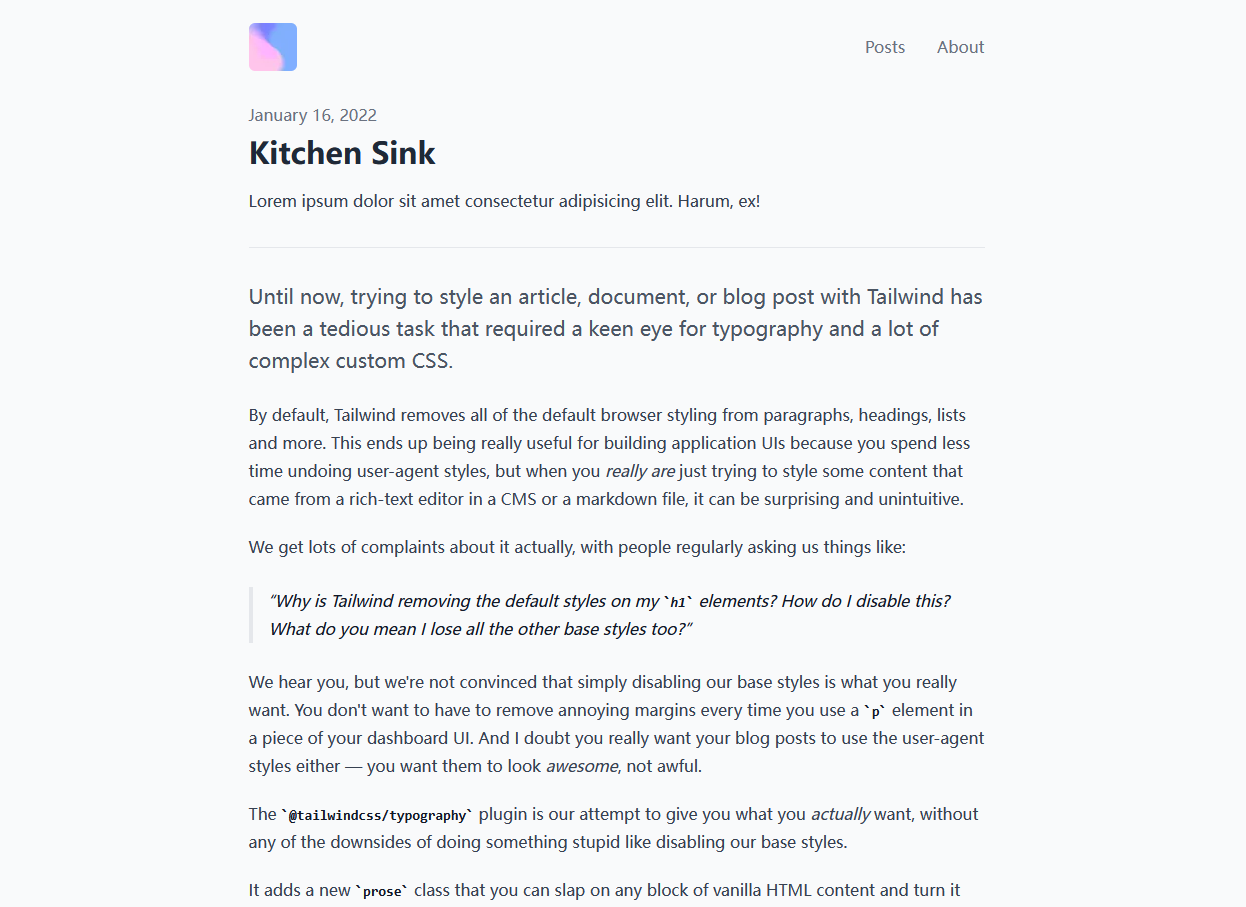 Posts About
January 16, 2022
Kitchen Sink
Lorem ipsum dolor sit amet consectetur adipisicing elit. Harum, ex!
Until now, trying to style an article, document, or blog post with Tailwind has
been a tedious task that required a keen eye for typography and a lot of
complex custom CSS.
By default, Tailwind removes all of the default browser styling from paragraphs, headings, lists
and more. This ends up being really useful for building application UIs because you spend less
time undoing user-agent styles, but when you really are just trying to style some content that
came from a rich-text editor in a CMS or a markdown file, it can be surprising and unintuitive.
We get lots of complaints about it actually, with people regularly asking us things like:
“Why is Tailwind removing the default styles on my `h1` elements? How do I disable this?
What do you mean I lose all the other base styles too?”
We hear you, but we're not convinced that simply disabling our base styles is what you really
want. You don't want to have to remove annoying margins every time you use a `p` element in
a piece of your dashboard UI. And I doubt you really want your blog posts to use the user-agent
styles either — you want them to look awesome, not awful.
The `@tailwindcss/typography` plugin is our attempt to give you what you actually want, without
any of the downsides of doing something stupid like disabling our base styles.
It adds a new `prose` class that you can slap on any block of vanilla HTML content and turn it